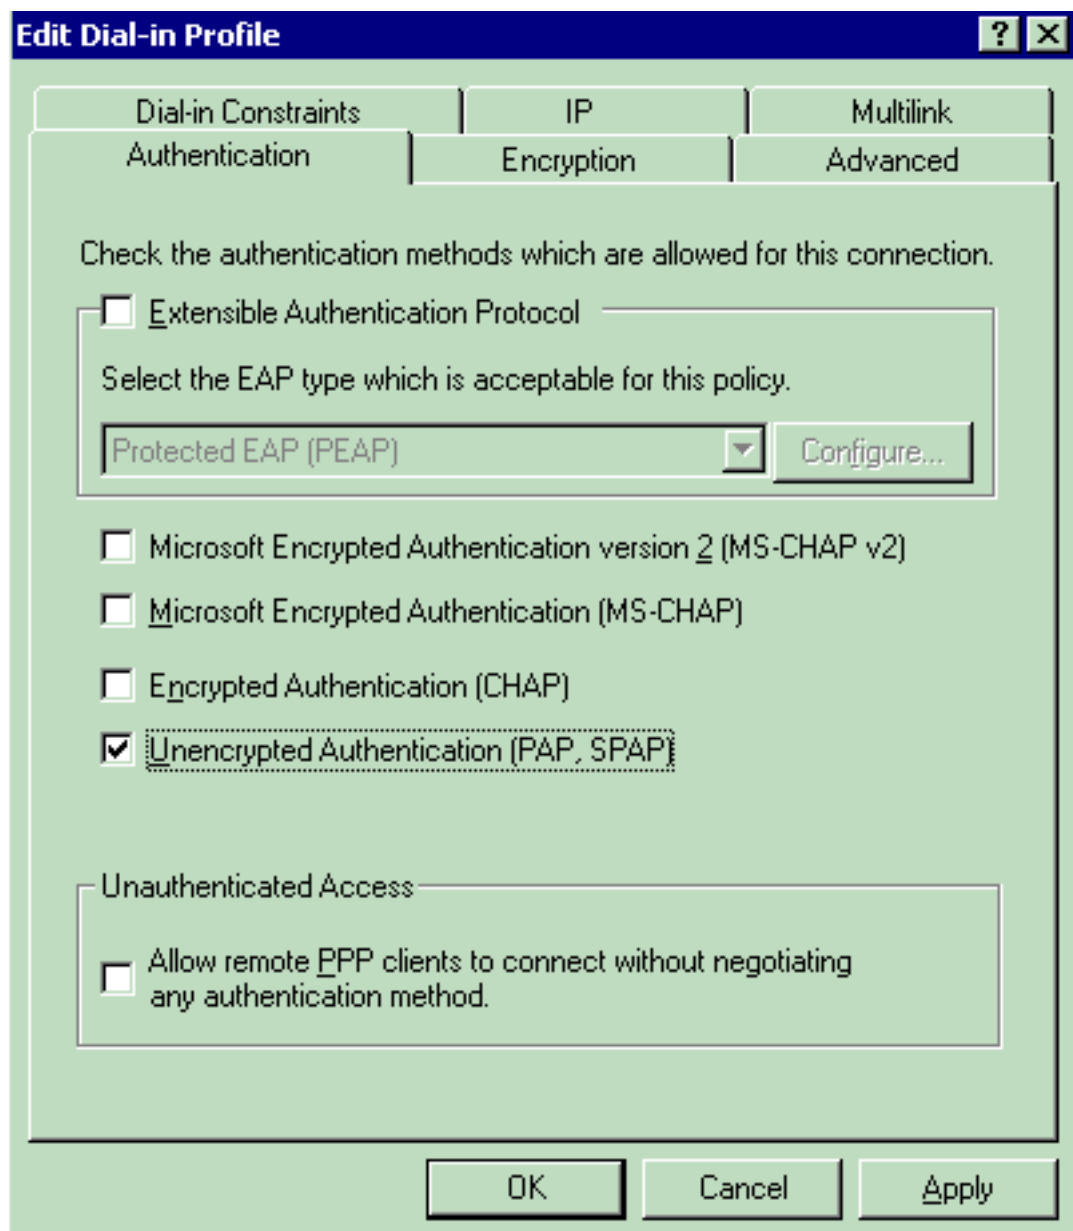 Edit Dial-in Profile
Dial-in Constraints IP Multilink
Authentication Encryption Advanced
Check the authentication methods which are allowed for this connection.
Extensible Authentication Protocol
Select the EAP type which is acceptable for this policy.
Protected EAP (PEAP) Configure...
Microsoft Encrypted Authentication version 2 (MS-CHAP v2)
Microsoft Encrypted Authentication (MS-CHAP)
Encrypted Authentication (CHAP)
Unencrypted Authentication (PAP, SPAP)
Unauthenticated Access
Allow remote PPP clients to connect without negotiating
any authentication method.
OK Cancel Apply